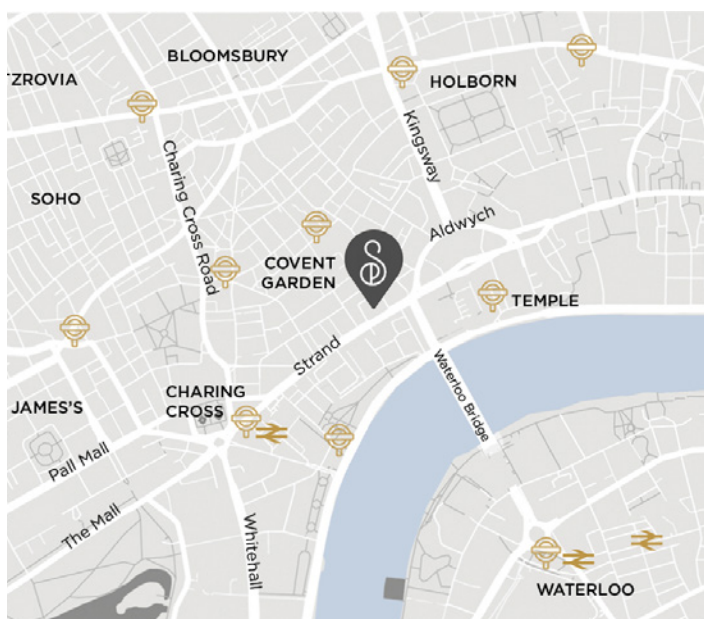 BLOOMSBURY
TZROVIA
HOLBORN
Kingsway
Charing Cross Road
SOHO
Aldwych
COVENT
GARDEN
TEMPLE
Strand
Waterloo Bridge
CHARING
CROSS
JAMES'S
Pall Mall
The Mall
Whitehall
WATERLOO